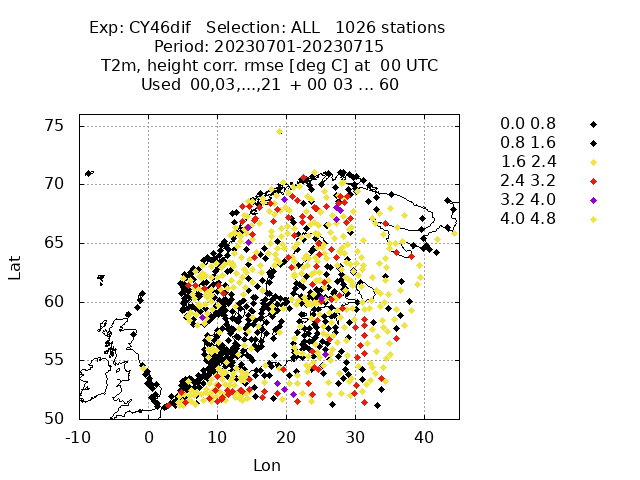 Exp: CY46dif   Selection: ALL   1026 stations
Period: 20230701-20230715
T2m, height corr. rmse [deg C] at  00 UTC
Used  00,03,...,21  + 00 03 ... 60
0.0 0.8
0.8 1.6
1.6 2.4
2.4 3.2
3.2 4.0
4.0 4.8
75
70
65
60
55
50
Lat
-10 0 10 20 30 40
Lon